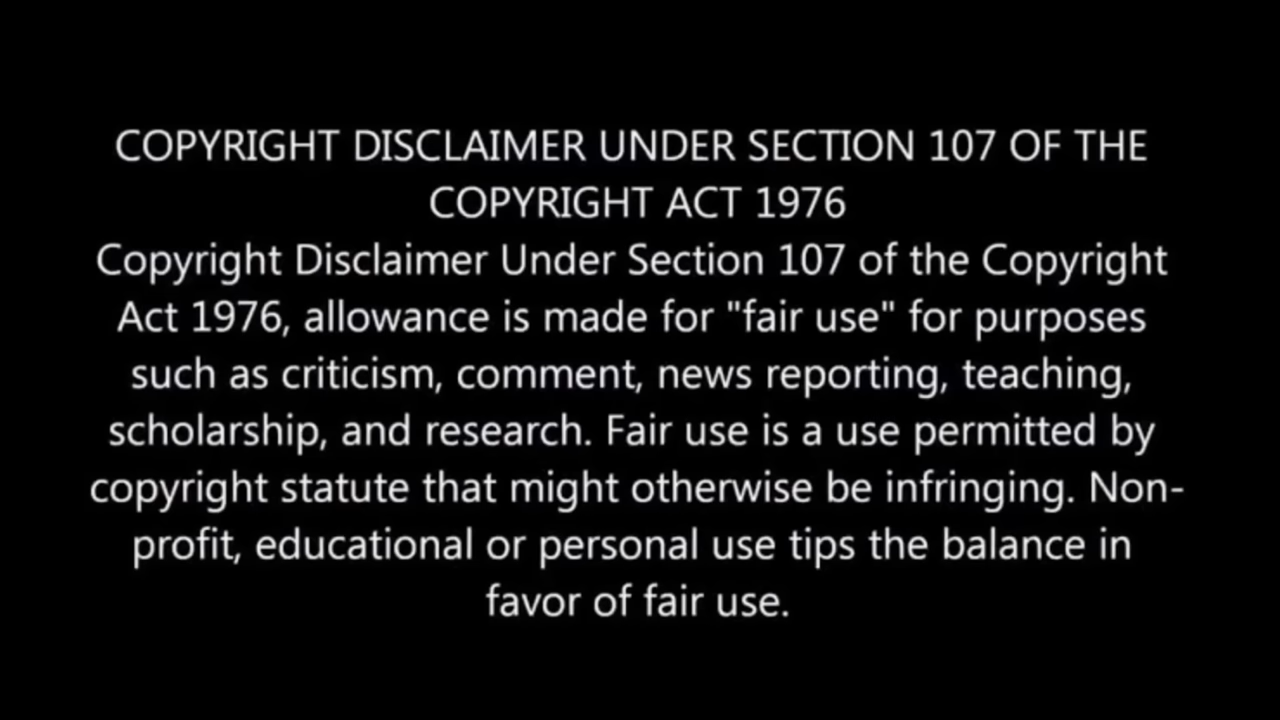 COPYRIGHT DISCLAIMER UNDER SECTION 107 OF THE
COPYRIGHT ACT 1976
Copyright Disclaimer Under Section 107 of the Copyright
Act 1976, allowance is made for "fair use" for purposes
such as criticism, comment, news reporting, teaching,
scholarship, and research. Fair use is a use permitted by
copyright statute that might otherwise be infringing. Non-
profit, educational or personal use tips the balance in
favor of fair use.